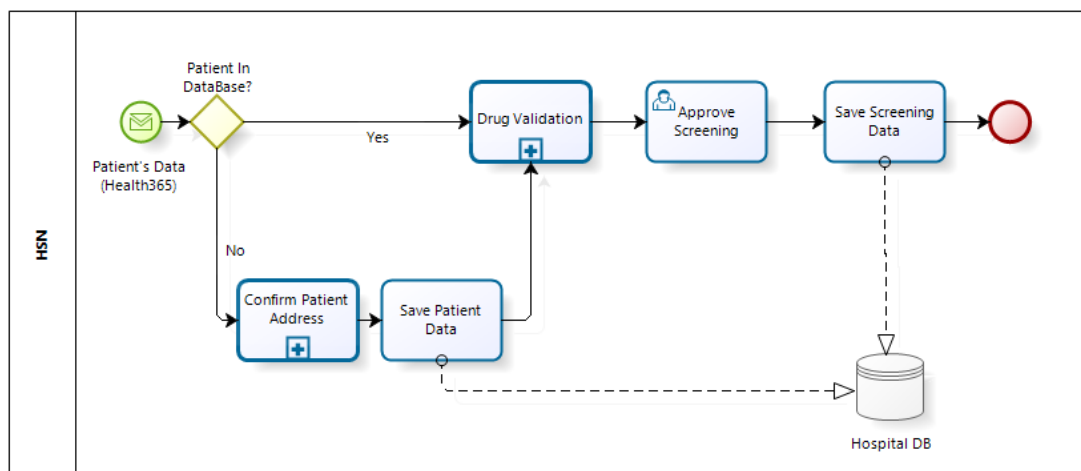 HSN
Patient In
DataBase?
Patient's Data
(Health365)
Yes
No
Drug Validation
Approve
Screening
Save Screening
Data
Confirm Patient
Address
Save Patient
Data
Hospital DB